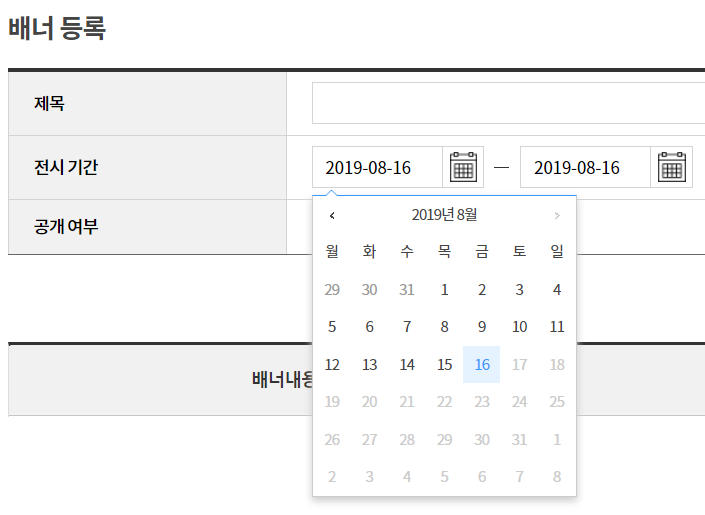 배너 등록
제목
전시 기간 2019-08-16 — 2019-08-16
공개 여부
‹ 2019년 8월 ›
월 화 수 목 금 토 일
29 30 31 1 2 3 4
5 6 7 8 9 10 11
12 13 14 15 16 17 18
19 20 21 22 23 24 25
26 27 28 29 30 31 1
2 3 4 5 6 7 8
배너내용